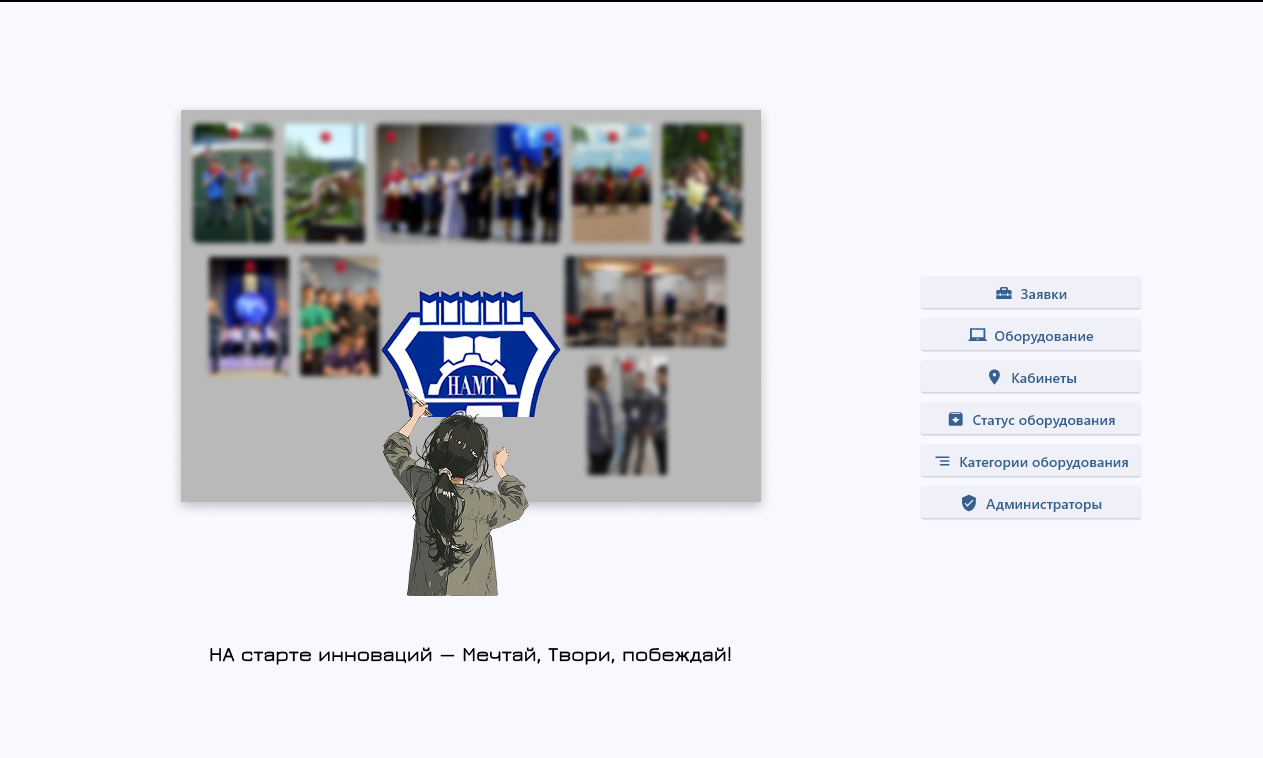 НАМТ
НА старте инноваций — Мечтай, Твори, побеждай!
Заявки
Оборудование
Кабинеты
Статус оборудования
Категории оборудования
Администраторы